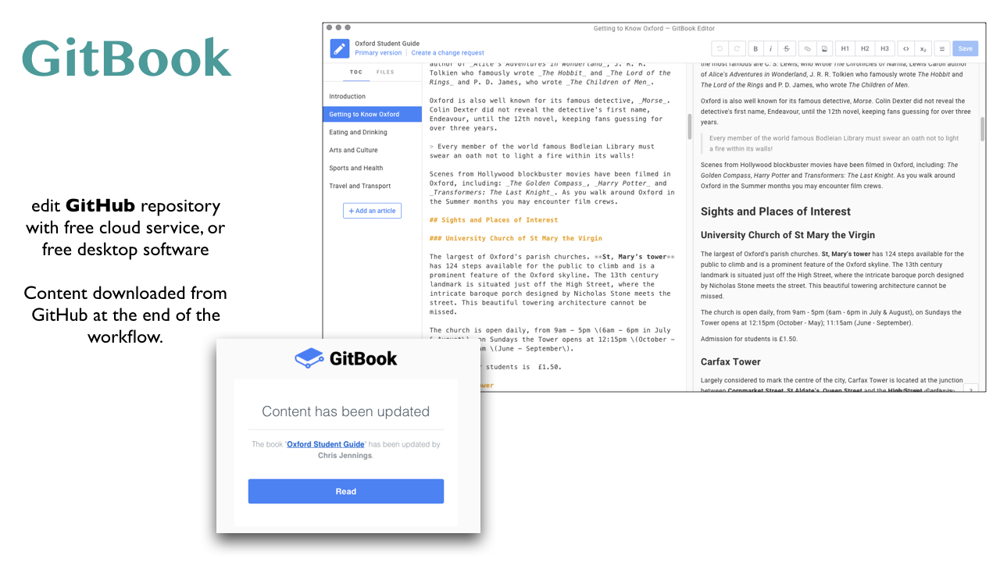 GitBook
edit GitHub repository
with free cloud service, or
free desktop software
Content downloaded from
GitHub at the end of the
workflow.
Getting to Know Oxford — GitBook Editor
Oxford Student Guide
Primary version | Create a change request
B i S H1 H2 H3 <> x₂ Save
TOC FILES
Introduction
Getting to Know Oxford
Eating and Drinking
Arts and Culture
Sports and Health
Travel and Transport
+ Add an article
author of _Alice's Adventures in Wonderland_, J. R. R.
Tolkien who famously wrote _The Hobbit_ and _The Lord of the
Rings_ and P. D. James, who wrote _The Children of Men_.
Oxford is also well known for its famous detective, _Morse_.
Colin Dexter did not reveal the detective's first name,
Endeavour, until the 12th novel, keeping fans guessing for
over three years.
> Every member of the world famous Bodleian Library must
swear an oath not to light a fire within its walls!
Scenes from Hollywood blockbuster movies have been filmed in
Oxford, including: _The Golden Compass_, _Harry Potter_ and
_Transformers: The Last Knight_. As you walk around Oxford in
the Summer months you may encounter film crews.
## Sights and Places of Interest
### University Church of St Mary the Virgin
The largest of Oxford's parish churches. **St, Mary's tower**
has 124 steps available for the public to climb and is a
prominent feature of the Oxford skyline. The 13th century
landmark is situated just off the High Street, where the
intricate baroque porch designed by Nicholas Stone meets the
street. This beautiful towering architecture cannot be
missed.
The church is open daily, from 9am – 5pm \(6am – 6pm in July
on Sundays the Tower opens at 12:15pm \(October –
\(June – September\).
students is £1.50.
the most famous are C. S. Lewis, who wrote The Chronicles of Narnia, Lewis Caroll author
of Alice's Adventures in Wonderland, J. R. R. Tolkien who famously wrote The Hobbit and
The Lord of the Rings and P. D. James, who wrote The Children of Men.
Oxford is also well known for its famous detective, Morse. Colin Dexter did not reveal the
detective's first name, Endeavour, until the 12th novel, keeping fans guessing for over three
years.
Every member of the world famous Bodleian Library must swear an oath not to light
a fire within its walls!
Scenes from Hollywood blockbuster movies have been filmed in Oxford, including: The
Golden Compass, Harry Potter and Transformers: The Last Knight. As you walk around
Oxford in the Summer months you may encounter film crews.
Sights and Places of Interest
University Church of St Mary the Virgin
The largest of Oxford's parish churches. St, Mary's tower has 124 steps available for the
public to climb and is a prominent feature of the Oxford skyline. The 13th century
landmark is situated just off the High Street, where the intricate baroque porch designed
by Nicholas Stone meets the street. This beautiful towering architecture cannot be
missed.
The church is open daily, from 9am - 5pm (6am - 6pm in July & August), on Sundays the
Tower opens at 12:15pm (October - May); 11:15am (June - September).
Admission for students is £1.50.
Carfax Tower
Largely considered to mark the centre of the city, Carfax Tower is located at the junction
between Cornmarket Street, St Aldate's, Queen Street and the High Street. Carfax is
GitBook
Content has been updated
The book "Oxford Student Guide" has been updated by
Chris Jennings.
Read